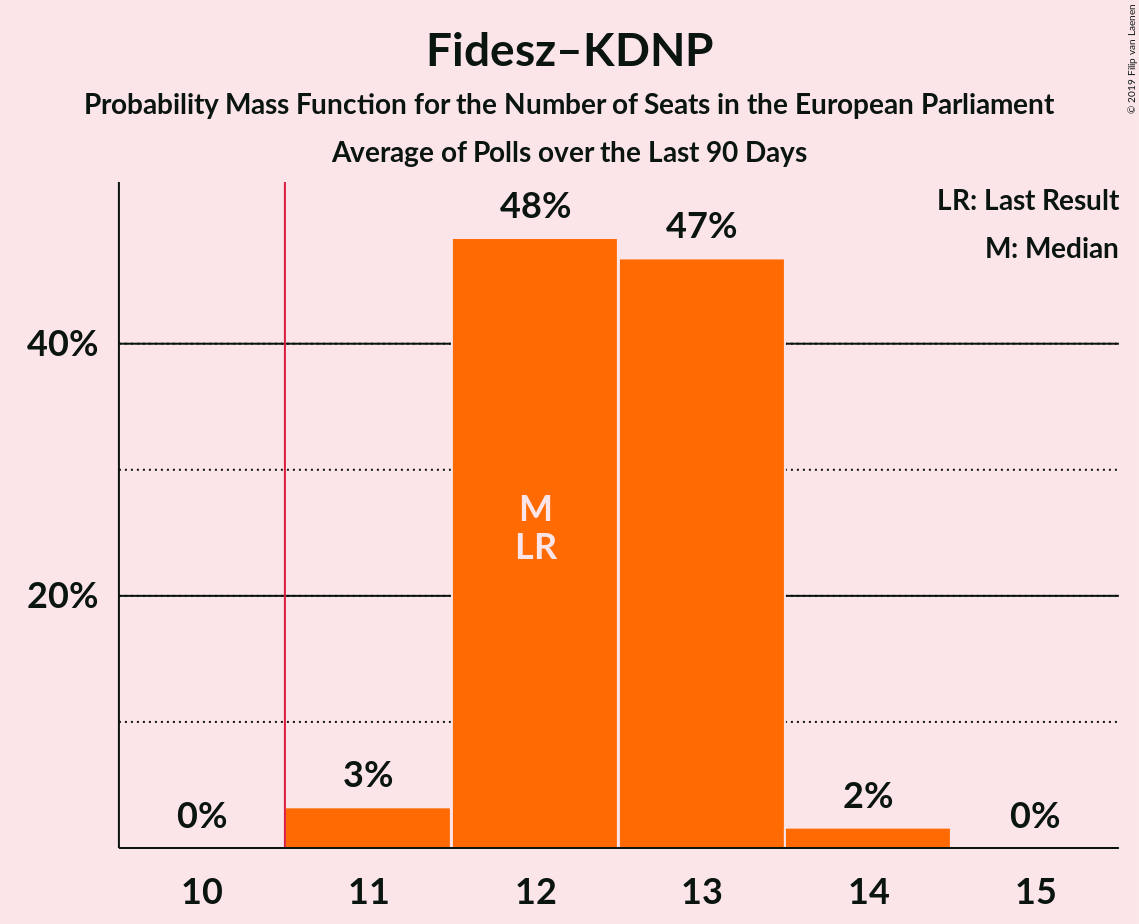 Fidesz–KDNP
Probability Mass Function for the Number of Seats in the European Parliament
Average of Polls over the Last 90 Days
© 2019 Filip van Laenen
LR: Last Result
M: Median
48%
47%
40%
M
LR
20%
3%
2%
0%
0%
10 11 12 13 14 15